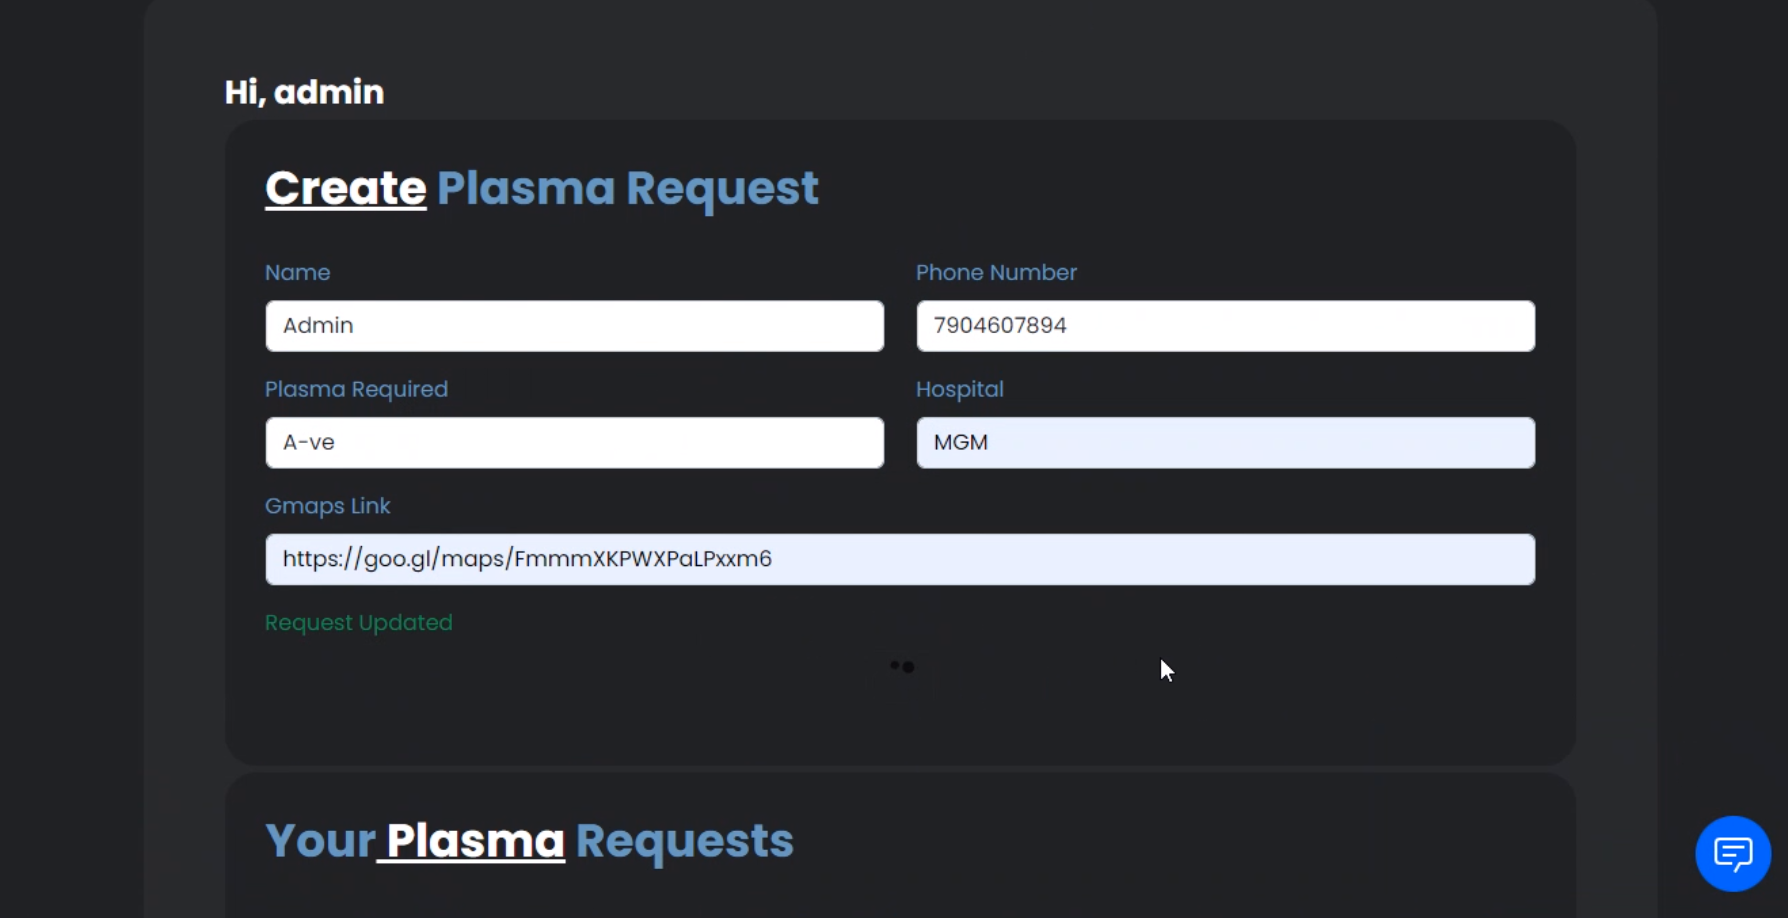 Hi, admin
Create Plasma Request
Name
Phone Number
Admin
7904607894
Plasma Required
Hospital
A-ve
MGM
Gmaps Link
https://goo.gl/maps/FmmmXKPWXPaLPxxm6
Request Updated
Your Plasma Requests